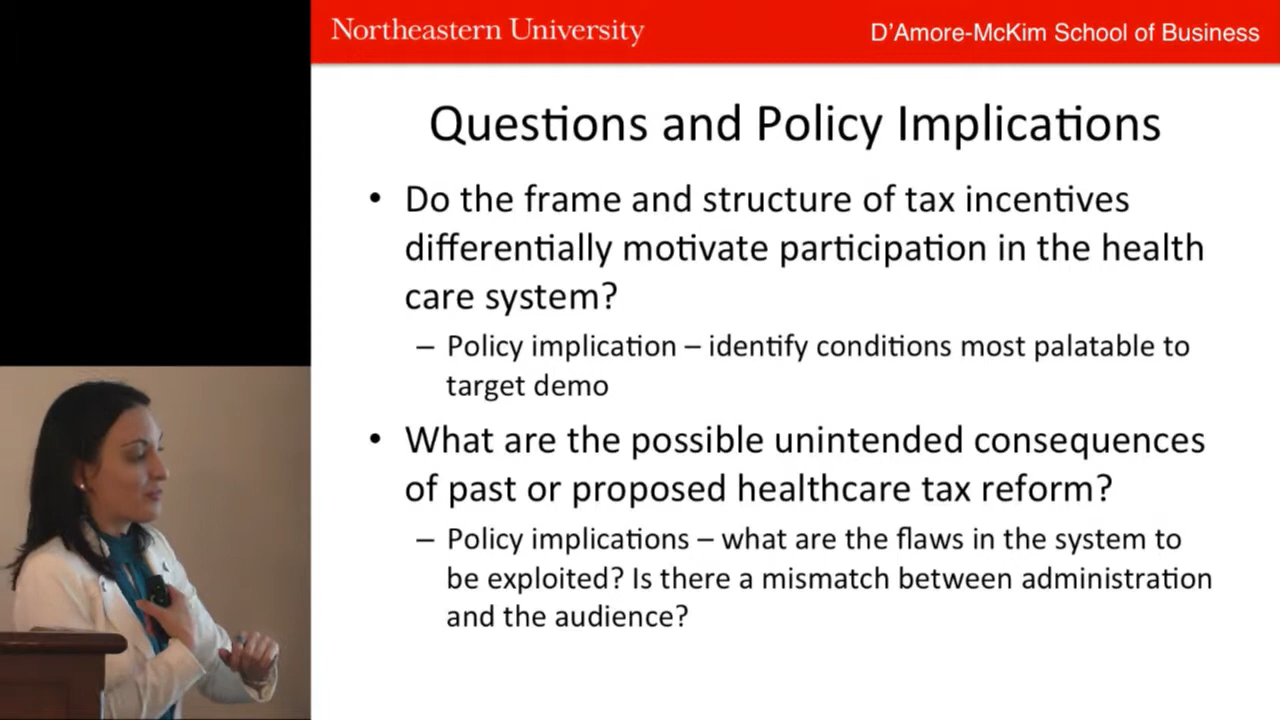 Northeastern University
D'Amore-McKim School of Business
Questions and Policy Implications
• Do the frame and structure of tax incentives
differentially motivate participation in the health
care system?
– Policy implication – identify conditions most palatable to
target demo
• What are the possible unintended consequences
of past or proposed healthcare tax reform?
– Policy implications – what are the flaws in the system to
be exploited? Is there a mismatch between administration
and the audience?